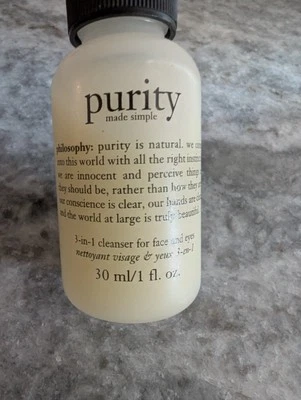 purity
made simple
philosophy: purity is natural. we
into this world with all the right
we are innocent and perceive things
they should be, rather than how they
our conscience is clear, our hands are
and the world at large is truly beautiful.
3-in-1 cleanser for face and eyes
nettoyant visage & yeux 3-en-1
30 ml/1 fl. oz.